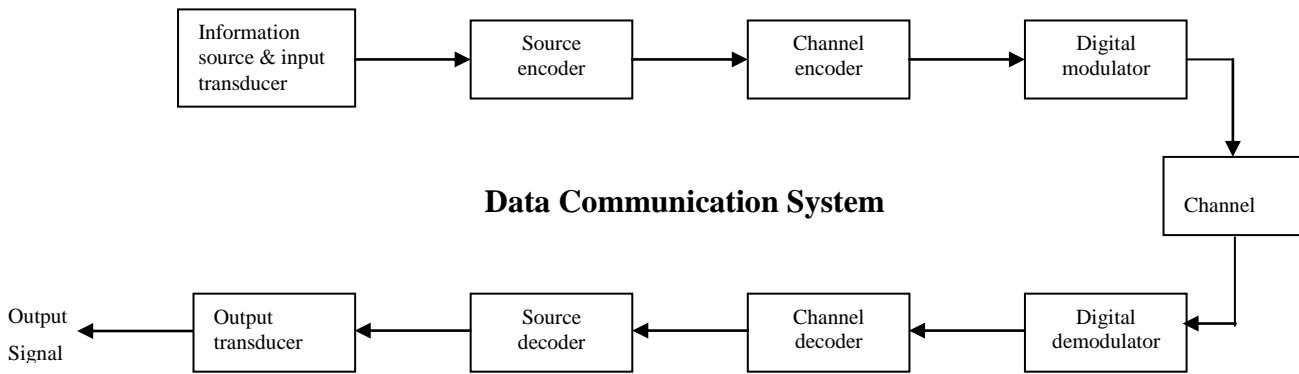 Information
source & input
transducer
Source
encoder
Channel
encoder
Digital
modulator
Channel
Data Communication System
Output
Signal
Output
transducer
Source
decoder
Channel
decoder
Digital
demodulator